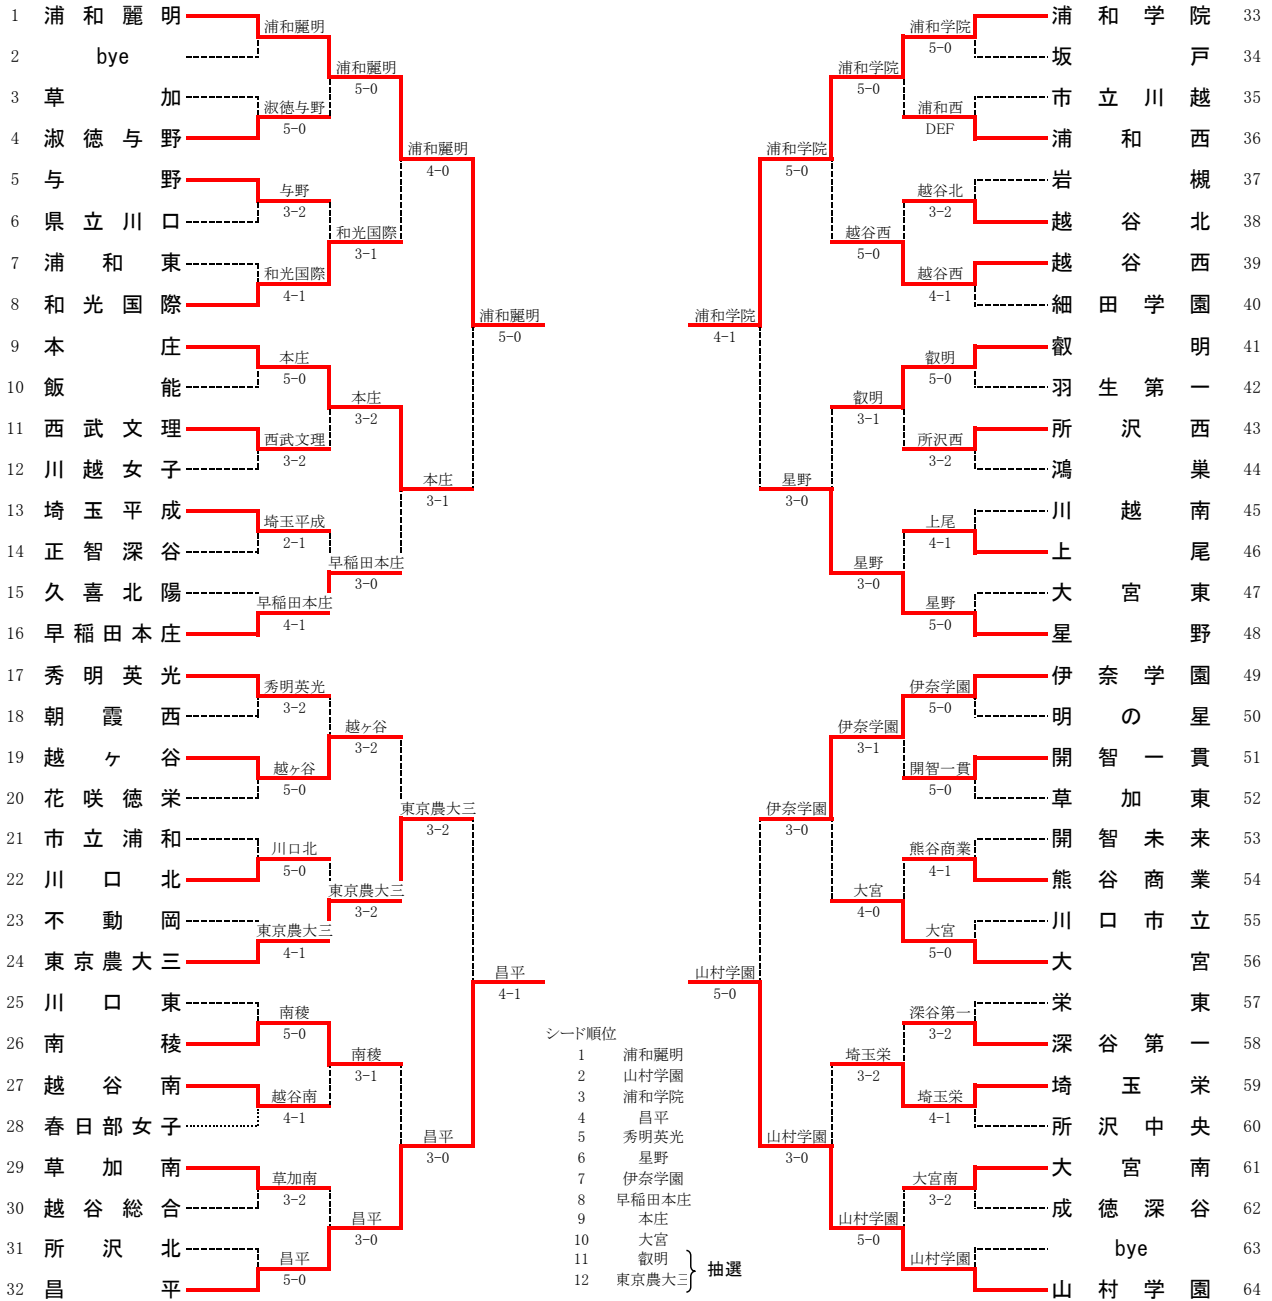 1 浦和麗明
2 bye
3 草加
4 淑徳与野
5 与野
6 県立川口
7 浦和東
8 和光国際
9 本庄
10 飯能
11 西武文理
12 川越女子
13 埼玉平成
14 正智深谷
15 久喜北陽
16 早稲田本庄
17 秀明英光
18 朝霞西
19 越ヶ谷
20 花咲徳栄
21 市立浦和
22 川口北
23 不動岡
24 東京農大三
25 川口東
26 南稜
27 越谷南
28 春日部女子
29 草加南
30 越谷総合
31 所沢北
32 昌平
浦和麗明
淑徳与野
5-0
与野
3-2
和光国際
4-1
本庄
5-0
西武文理
3-2
埼玉平成
2-1
早稲田本庄
4-1
秀明英光
3-2
越ヶ谷
5-0
川口北
5-0
東京農大三
4-1
南稜
5-0
越谷南
4-1
草加南
3-2
昌平
5-0
浦和麗明
5-0
和光国際
3-1
本庄
3-2
早稲田本庄
3-0
越ヶ谷
3-2
東京農大三
3-2
南稜
3-1
昌平
3-0
浦和麗明
4-0
本庄
3-1
東京農大三
3-2
昌平
3-0
浦和麗明
5-0
昌平
4-1
シード順位
1 浦和麗明
2 山村学園
3 浦和学院
4 昌平
5 秀明英光
6 星野
7 伊奈学園
8 早稲田本庄
9 本庄
10 大宮
11 叡明
12 東京農大三
抽選
浦和学院
4-1
山村学園
5-0
浦和学院
5-0
星野
3-0
伊奈学園
3-0
山村学園
3-0
浦和学院
5-0
越谷西
5-0
叡明
3-1
星野
3-0
伊奈学園
3-1
大宮
4-0
埼玉栄
3-2
山村学園
5-0
浦和学院
5-0
浦和西
DEF
越谷北
3-2
越谷西
4-1
叡明
5-0
所沢西
3-2
上尾
4-1
星野
5-0
伊奈学園
5-0
開智一貫
5-0
熊谷商業
4-1
大宮
5-0
深谷第一
3-2
埼玉栄
4-1
大宮南
3-2
山村学園
浦和学院 33
坂戸 34
市立川越 35
浦和西 36
岩槻 37
越谷北 38
越谷西 39
細田学園 40
叡明 41
羽生第一 42
所沢西 43
鴻巣 44
川越南 45
上尾 46
大宮東 47
星野 48
伊奈学園 49
明の星 50
開智一貫 51
草加東 52
開智未来 53
熊谷商業 54
川口市立 55
大宮 56
栄東 57
深谷第一 58
埼玉栄 59
所沢中央 60
大宮南 61
成徳深谷 62
bye 63
山村学園 64